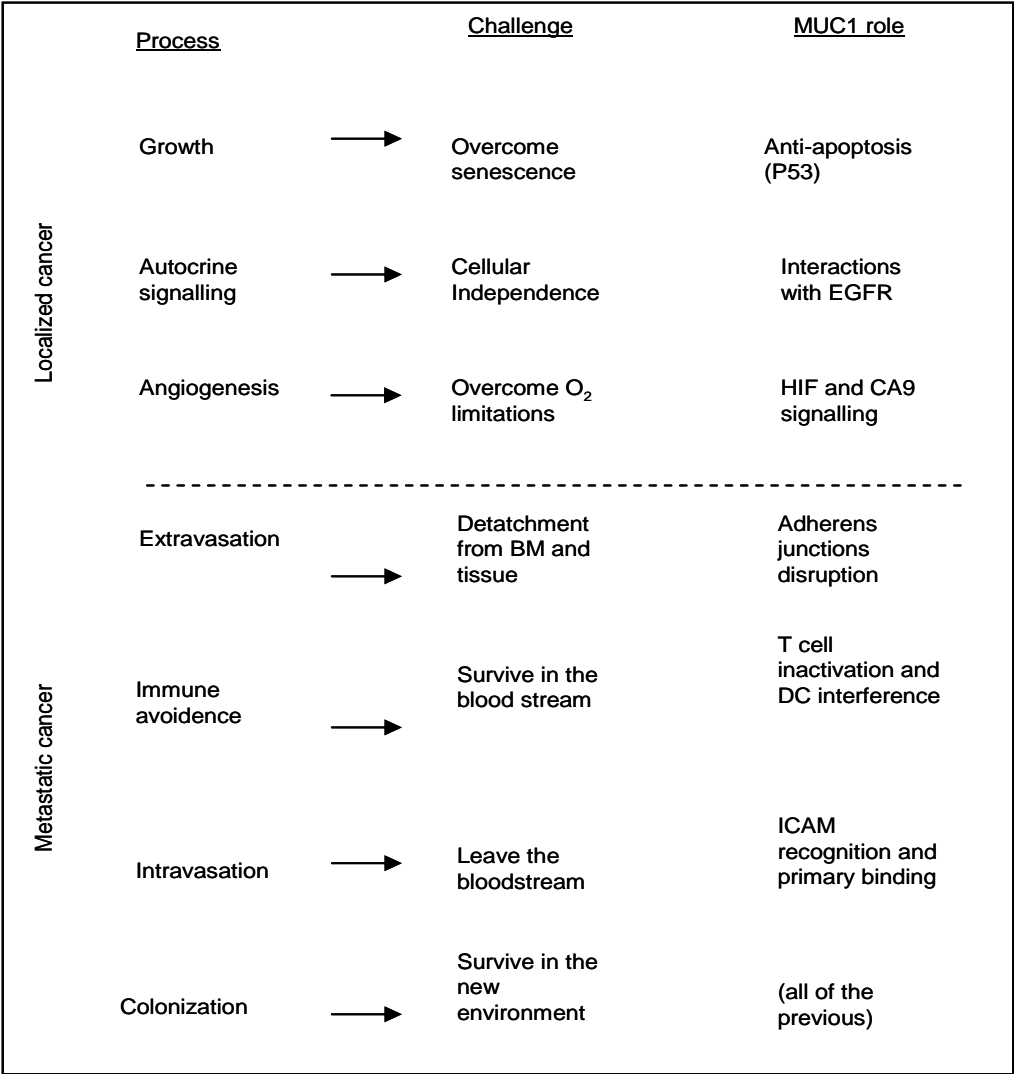 Process
Challenge
MUC1 role
Localized cancer
Growth
Overcome
senescence
Anti-apoptosis
(P53)
Autocrine
signalling
Cellular
Independence
Interactions
with EGFR
Angiogenesis
Overcome O₂
limitations
HIF and CA9
signalling
Metastatic cancer
Extravasation
Detatchment
from BM and
tissue
Adherens
junctions
disruption
Immune
avoidence
Survive in the
blood stream
T cell
inactivation and
DC interference
Intravasation
Leave the
bloodstream
ICAM
recognition and
primary binding
Colonization
Survive in the
new
environment
(all of the
previous)